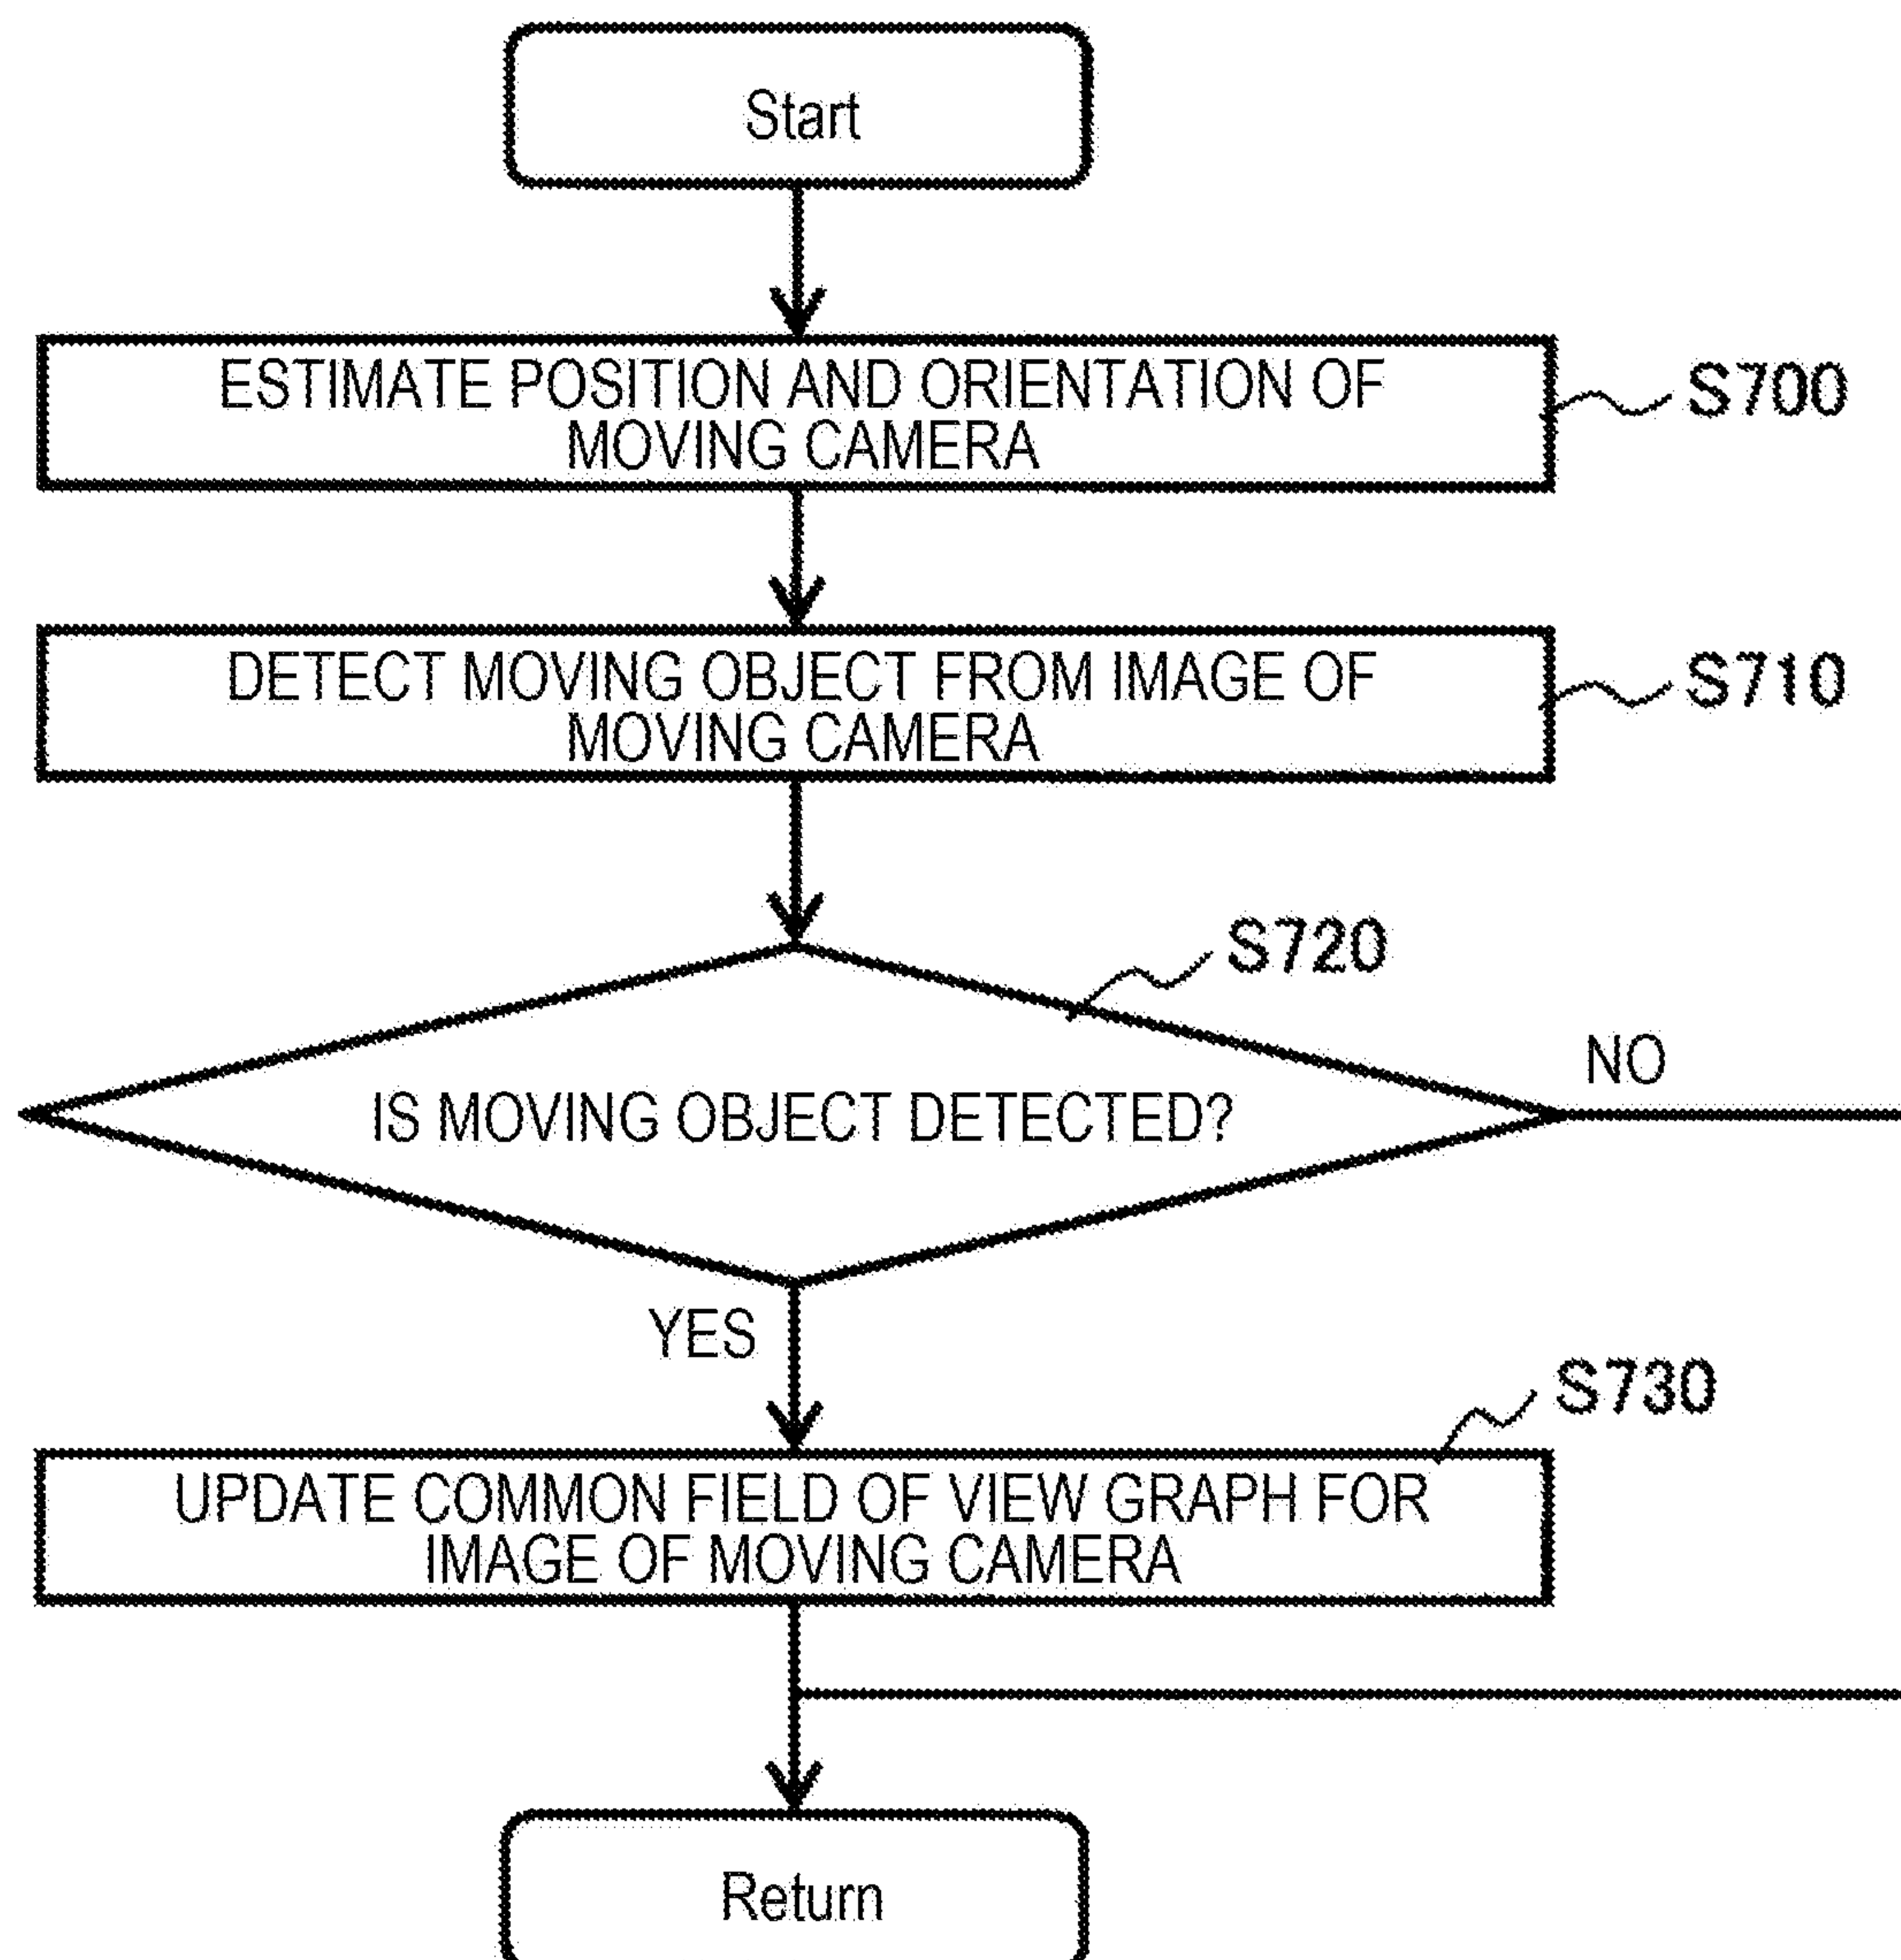 Start
ESTIMATE POSITION AND ORIENTATION OF
MOVING CAMERA
S700
DETECT MOVING OBJECT FROM IMAGE OF
MOVING CAMERA
S710
S720
IS MOVING OBJECT DETECTED?
NO
YES
S730
UPDATE COMMON FIELD OF VIEW GRAPH FOR
IMAGE OF MOVING CAMERA
Return